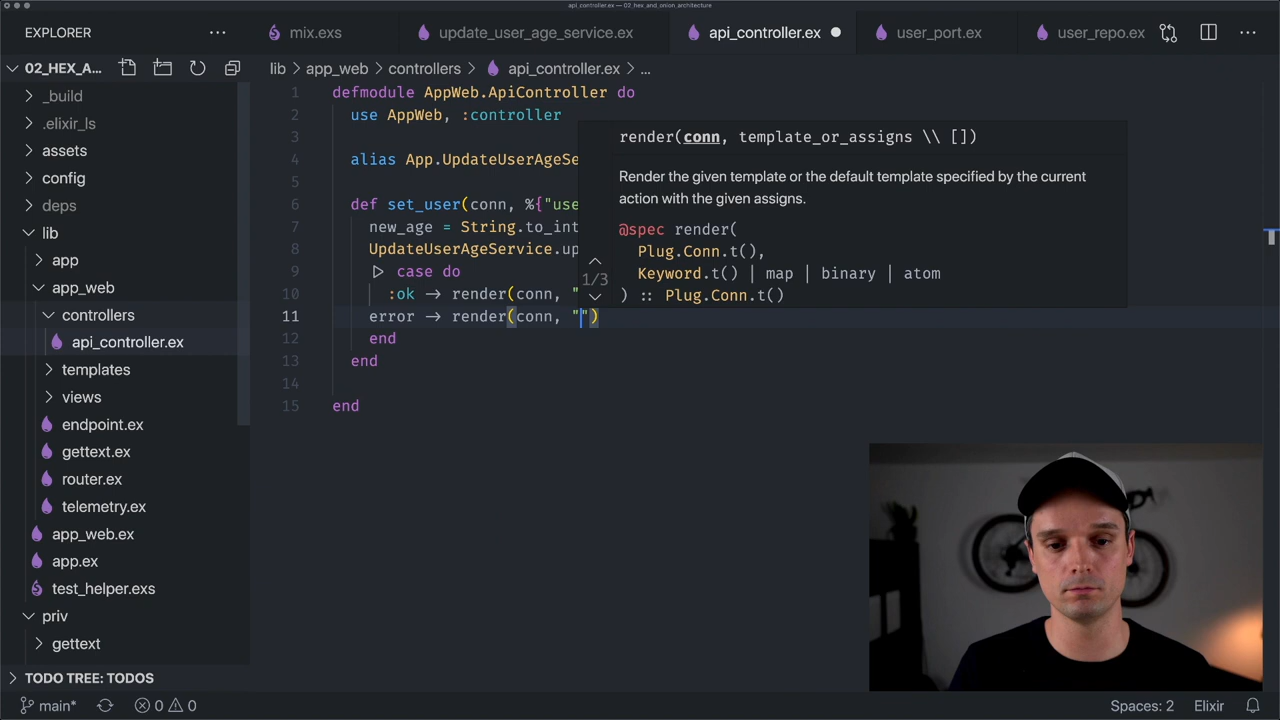 api_controller.ex — 02_hex_and_onion_architecture
EXPLORER
mix.exs
update_user_age_service.ex
api_controller.ex
user_port.ex
user_repo.ex
02_HEX_A...
lib
app_web
controllers
api_controller.ex
...
_build
.elixir_ls
assets
config
deps
lib
app
app_web
controllers
api_controller.ex
templates
views
endpoint.ex
gettext.ex
router.ex
telemetry.ex
app_web.ex
app.ex
test_helper.exs
priv
gettext
TODO TREE: TODOS
1 defmodule AppWeb.ApiController do
2 use AppWeb, :controller
3
4 alias App.UpdateUserAgeSe
5
6 def set_user(conn, %{"use
7 new_age = String.to_int
8 UpdateUserAgeService.up
9 |> case do
10 :ok -> render(conn, "
11 error -> render(conn, "")
12 end
13 end
14
15 end
render(conn, template_or_assigns \\ [])
Render the given template or the default template specified by the current
action with the given assigns.
@spec render(
Plug.Conn.t(),
1/3
Keyword.t() | map | binary | atom
) :: Plug.Conn.t()
main*
0
0
Spaces: 2
Elixir